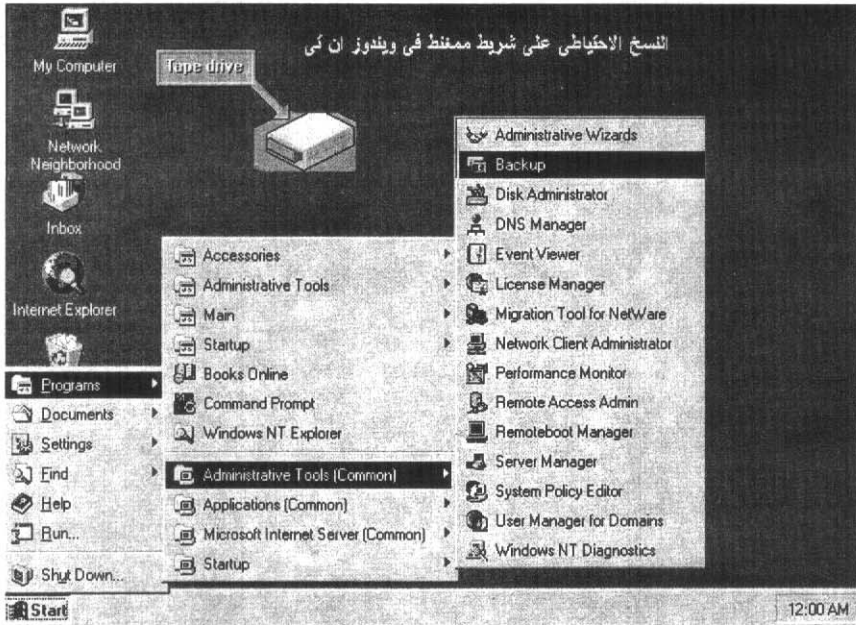 النسخ الاحتياطى على شريط ممغنط فى ويندوز ان تى
My Computer
Tape drive
Network
Neighborhood
Inbox
Internet Explorer
Programs
Documents
Settings
Find
Help
Run...
Shut Down...
Accessories
Administrative Tools
Main
Startup
Books Online
Command Prompt
Windows NT Explorer
Administrative Tools (Common)
Applications (Common)
Microsoft Internet Server (Common)
Startup
Administrative Wizards
Backup
Disk Administrator
DNS Manager
Event Viewer
License Manager
Migration Tool for NetWare
Network Client Administrator
Performance Monitor
Remote Access Admin
Remoteboot Manager
Server Manager
System Policy Editor
User Manager for Domains
Windows NT Diagnostics
Start
12:00 AM